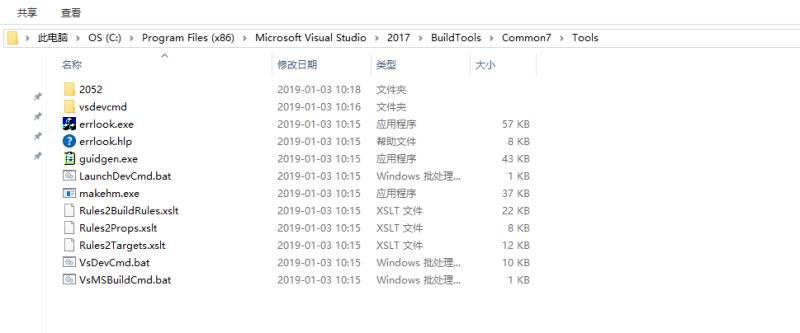 共享 查看
此电脑 > OS (C:) > Program Files (x86) > Microsoft Visual Studio > 2017 > BuildTools > Common7 > Tools
名称 修改日期 类型 大小
2052 2019-01-03 10:18 文件夹
vsdevcmd 2019-01-03 10:16 文件夹
errlook.exe 2019-01-03 10:15 应用程序 57 KB
errlook.hlp 2019-01-03 10:15 帮助文件 8 KB
guidgen.exe 2019-01-03 10:15 应用程序 43 KB
LaunchDevCmd.bat 2019-01-03 10:15 Windows 批处理... 1 KB
makehm.exe 2019-01-03 10:15 应用程序 37 KB
Rules2BuildRules.xslt 2019-01-03 10:15 XSLT 文件 22 KB
Rules2Props.xslt 2019-01-03 10:15 XSLT 文件 8 KB
Rules2Targets.xslt 2019-01-03 10:15 XSLT 文件 12 KB
VsDevCmd.bat 2019-01-03 10:15 Windows 批处理... 10 KB
VsMSBuildCmd.bat 2019-01-03 10:15 Windows 批处理... 1 KB